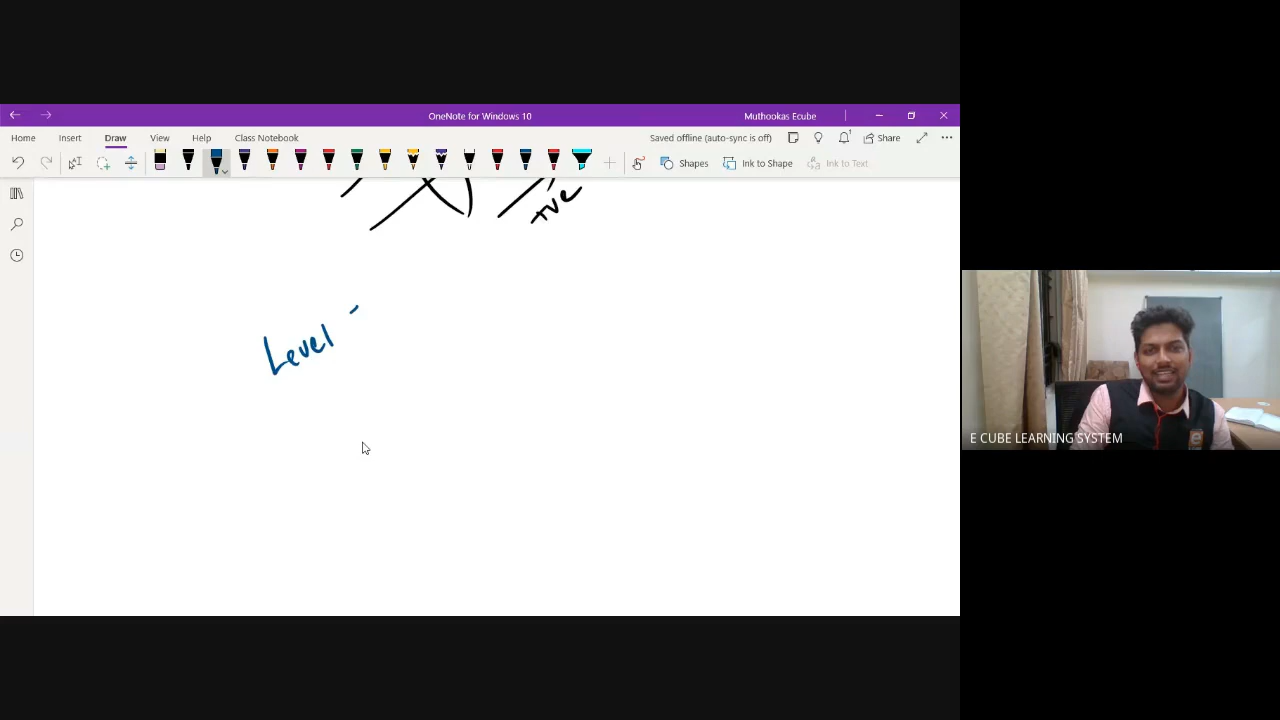 OneNote for Windows 10
Muthookas Ecube
Home Insert Draw View Help Class Notebook
Saved offline (auto-sync is off)
Share
Shapes
Ink to Shape
Ink to Text
+ve
Level -
E CUBE LEARNING SYSTEM